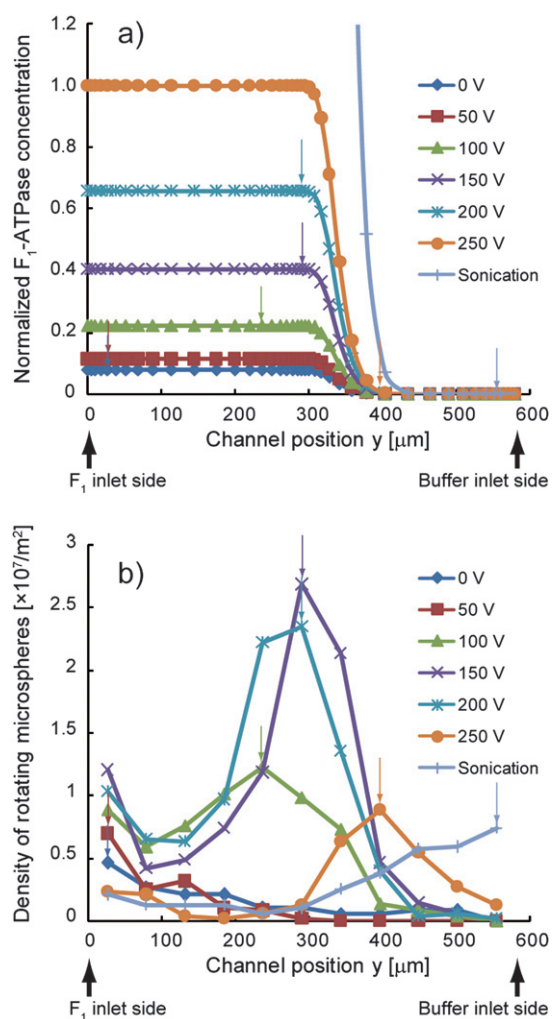 a)
Normalized F₁-ATPase concentration
1.2
1.0
0.8
0.6
0.4
0.2
0
0 V
50 V
100 V
150 V
200 V
250 V
Sonication
0 100 200 300 400 500 600
Channel position y [μm]
F₁ inlet side
Buffer inlet side
b)
Density of rotating microspheres [×10⁷/m²]
3
2.5
2
1.5
1
0.5
0
0 V
50 V
100 V
150 V
200 V
250 V
Sonication
0 100 200 300 400 500 600
Channel position y [μm]
F₁ inlet side
Buffer inlet side